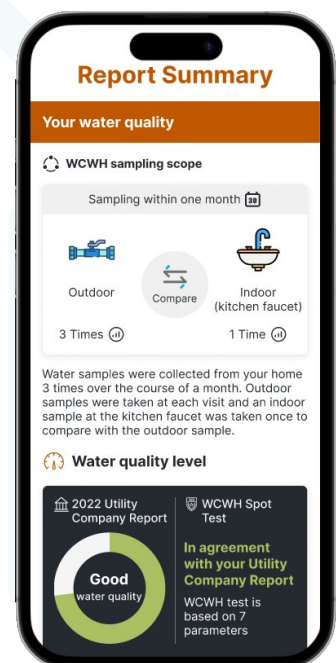 Report Summary
Your water quality
WCWH sampling scope
Sampling within one month 30
Outdoor
Compare
Indoor
(kitchen faucet)
3 Times
1 Time
Water samples were collected from your home
3 times over the course of a month. Outdoor
samples were taken at each visit and an indoor
sample at the kitchen faucet was taken once to
compare with the outdoor sample.
Water quality level
2022 Utility
Company Report
Good
water quality
WCWH Spot
Test
In agreement
with your Utility
Company Report
WCWH test is
based on 7
parameters